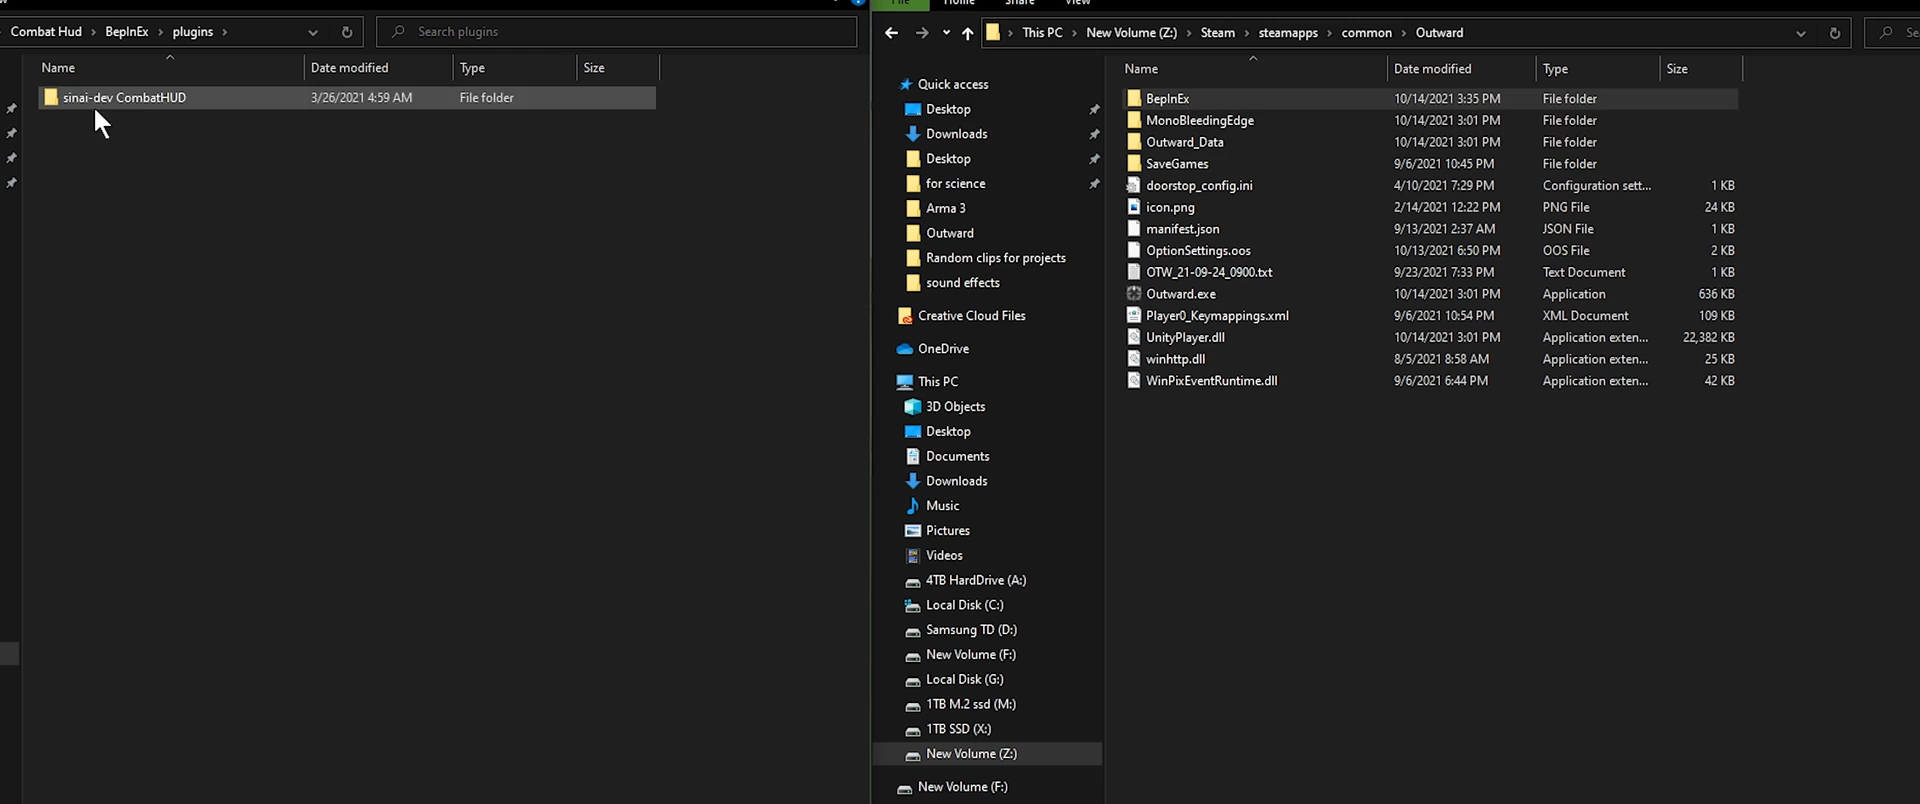 File Home Share View
Combat Hud › BepInEx › plugins ›
Search plugins
Name Date modified Type Size
sinai-dev CombatHUD 3/26/2021 4:59 AM File folder
› This PC › New Volume (Z:) › Steam › steamapps › common › Outward
Quick access
Desktop
Downloads
Desktop
for science
Arma 3
Outward
Random clips for projects
sound effects
Creative Cloud Files
OneDrive
This PC
3D Objects
Desktop
Documents
Downloads
Music
Pictures
Videos
4TB HardDrive (A:)
Local Disk (C:)
Samsung TD (D:)
New Volume (F:)
Local Disk (G:)
1TB M.2 ssd (M:)
1TB SSD (X:)
New Volume (Z:)
New Volume (F:)
Name Date modified Type Size
BepInEx 10/14/2021 3:35 PM File folder
MonoBleedingEdge 10/14/2021 3:01 PM File folder
Outward_Data 10/14/2021 3:01 PM File folder
SaveGames 9/6/2021 10:45 PM File folder
doorstop_config.ini 4/10/2021 7:29 PM Configuration sett... 1 KB
icon.png 2/14/2021 12:22 PM PNG File 24 KB
manifest.json 9/13/2021 2:37 AM JSON File 1 KB
OptionSettings.oos 10/13/2021 6:50 PM OOS File 2 KB
OTW_21-09-24_0900.txt 9/23/2021 7:33 PM Text Document 1 KB
Outward.exe 10/14/2021 3:01 PM Application 636 KB
Player0_Keymappings.xml 9/6/2021 10:54 PM XML Document 109 KB
UnityPlayer.dll 10/14/2021 3:01 PM Application exten... 22,382 KB
winhttp.dll 8/5/2021 8:58 AM Application exten... 25 KB
WinPixEventRuntime.dll 9/6/2021 6:44 PM Application exten... 42 KB